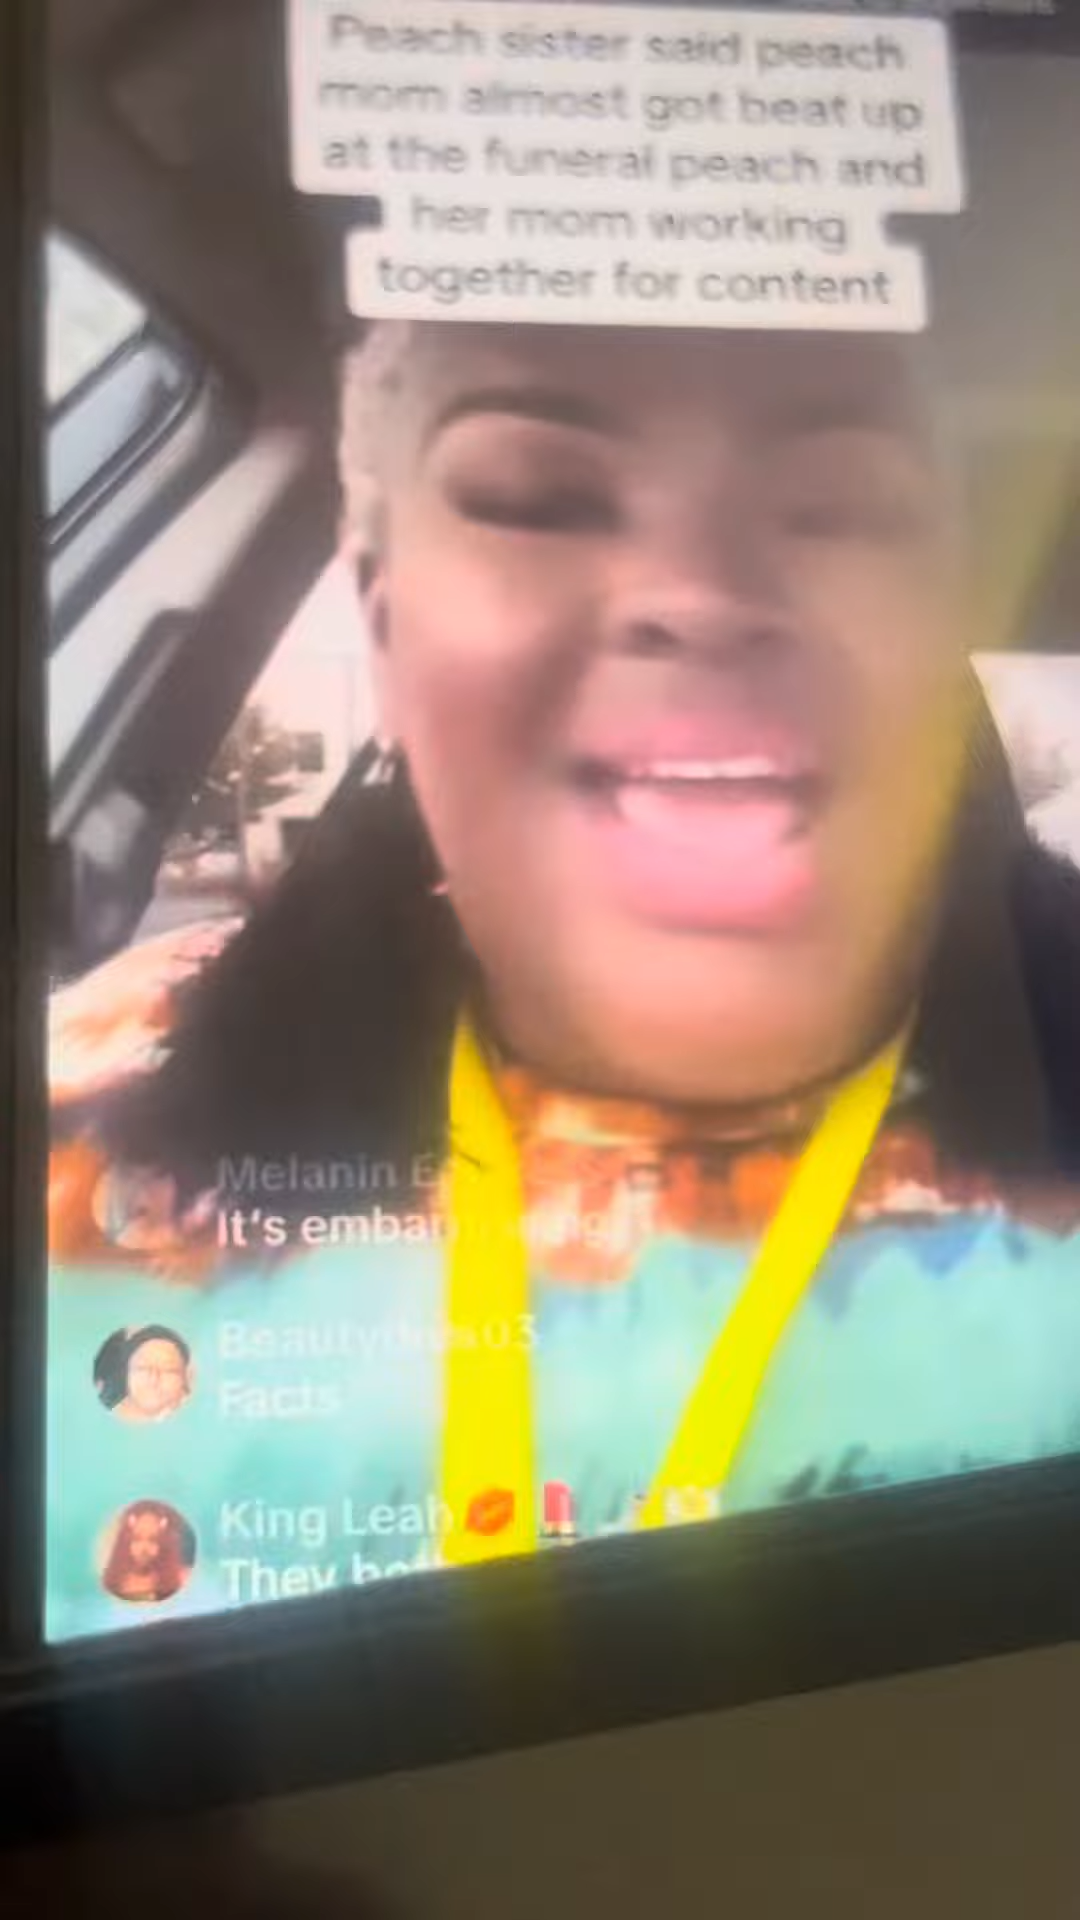 Peach sister said peach
mom almost got beat up
at the funeral peach and
her mom working
together for content
Melanin
It's
Facts
King Leah
They